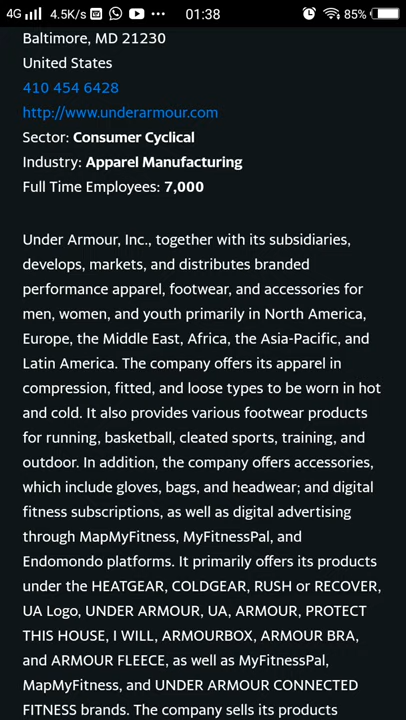 4G 4.5K/s 01:38 85%
Baltimore, MD 21230
United States
410 454 6428
http://www.underarmour.com
Sector: Consumer Cyclical
Industry: Apparel Manufacturing
Full Time Employees: 7,000
Under Armour, Inc., together with its subsidiaries,
develops, markets, and distributes branded
performance apparel, footwear, and accessories for
men, women, and youth primarily in North America,
Europe, the Middle East, Africa, the Asia-Pacific, and
Latin America. The company offers its apparel in
compression, fitted, and loose types to be worn in hot
and cold. It also provides various footwear products
for running, basketball, cleated sports, training, and
outdoor. In addition, the company offers accessories,
which include gloves, bags, and headwear; and digital
fitness subscriptions, as well as digital advertising
through MapMyFitness, MyFitnessPal, and
Endomondo platforms. It primarily offers its products
under the HEATGEAR, COLDGEAR, RUSH or RECOVER,
UA Logo, UNDER ARMOUR, UA, ARMOUR, PROTECT
THIS HOUSE, I WILL, ARMOURBOX, ARMOUR BRA,
and ARMOUR FLEECE, as well as MyFitnessPal,
MapMyFitness, and UNDER ARMOUR CONNECTED
FITNESS brands. The company sells its products